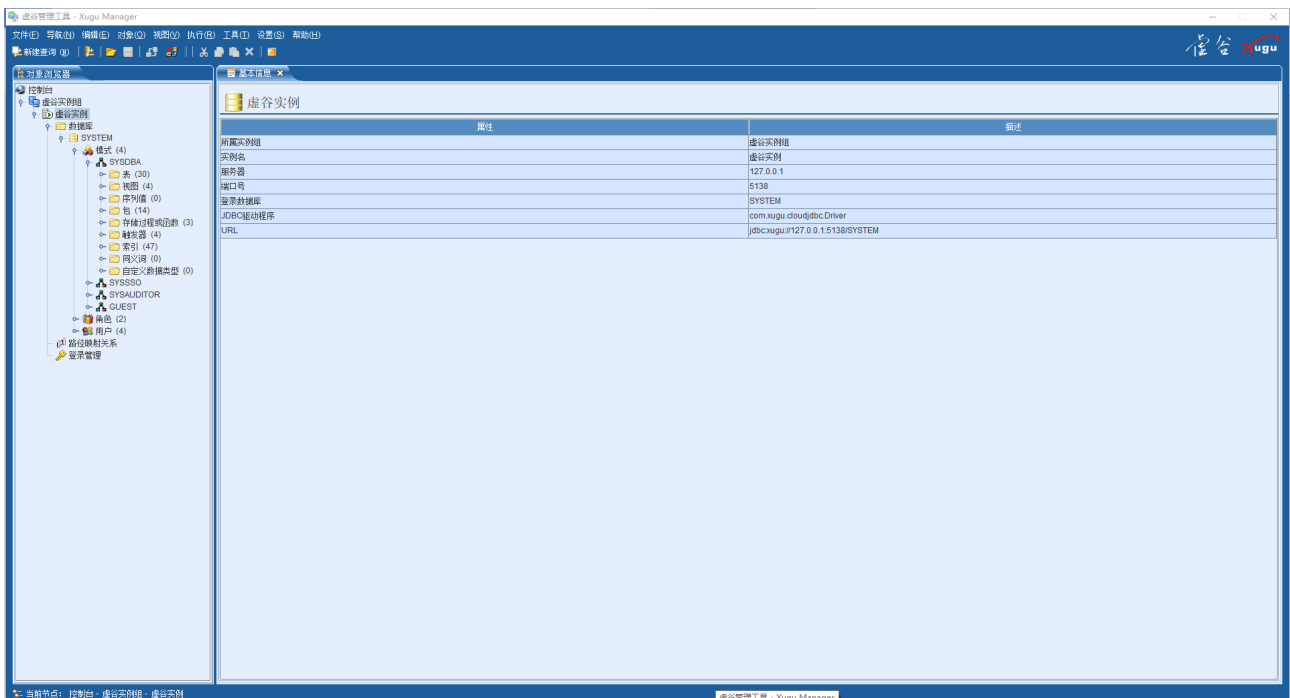 虚谷管理工具 - Xugu Manager
文件(F) 导航(N) 编辑(E) 对象(O) 视图(V) 执行(R) 工具(T) 设置(S) 帮助(H)
新建查询(Q)
虚谷 Xugu
对象浏览器
基本信息
控制台
虚谷实例组
虚谷实例
数据库
SYSTEM
模式 (4)
SYSDBA
表 (30)
视图 (4)
序列值 (0)
包 (14)
存储过程或函数 (3)
触发器 (4)
索引 (47)
同义词 (0)
自定义数据类型 (0)
SYSSSO
SYSAUDITOR
GUEST
角色 (2)
用户 (4)
路径映射关系
登录管理
虚谷实例
属性 描述
所属实例组 虚谷实例组
实例名 虚谷实例
服务器 127.0.0.1
端口号 5138
登录数据库 SYSTEM
JDBC驱动程序 com.xugu.cloudjdbc.Driver
URL jdbc:xugu://127.0.0.1:5138/SYSTEM
当前节点: 控制台 - 虚谷实例组 - 虚谷实例
虚谷管理工具 - Xugu Manager